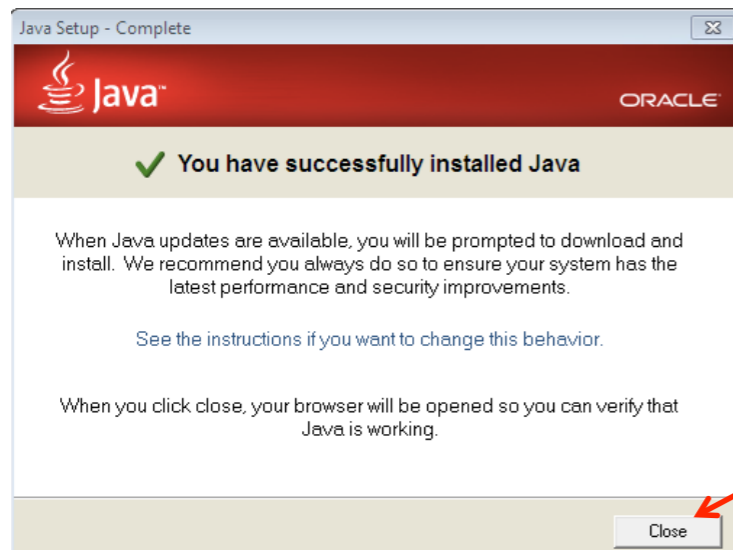 Java Setup - Complete
Java™
ORACLE®
You have successfully installed Java
When Java updates are available, you will be prompted to download and
install. We recommend you always do so to ensure your system has the
latest performance and security improvements.
See the instructions if you want to change this behavior.
When you click close, your browser will be opened so you can verify that
Java is working.
Close